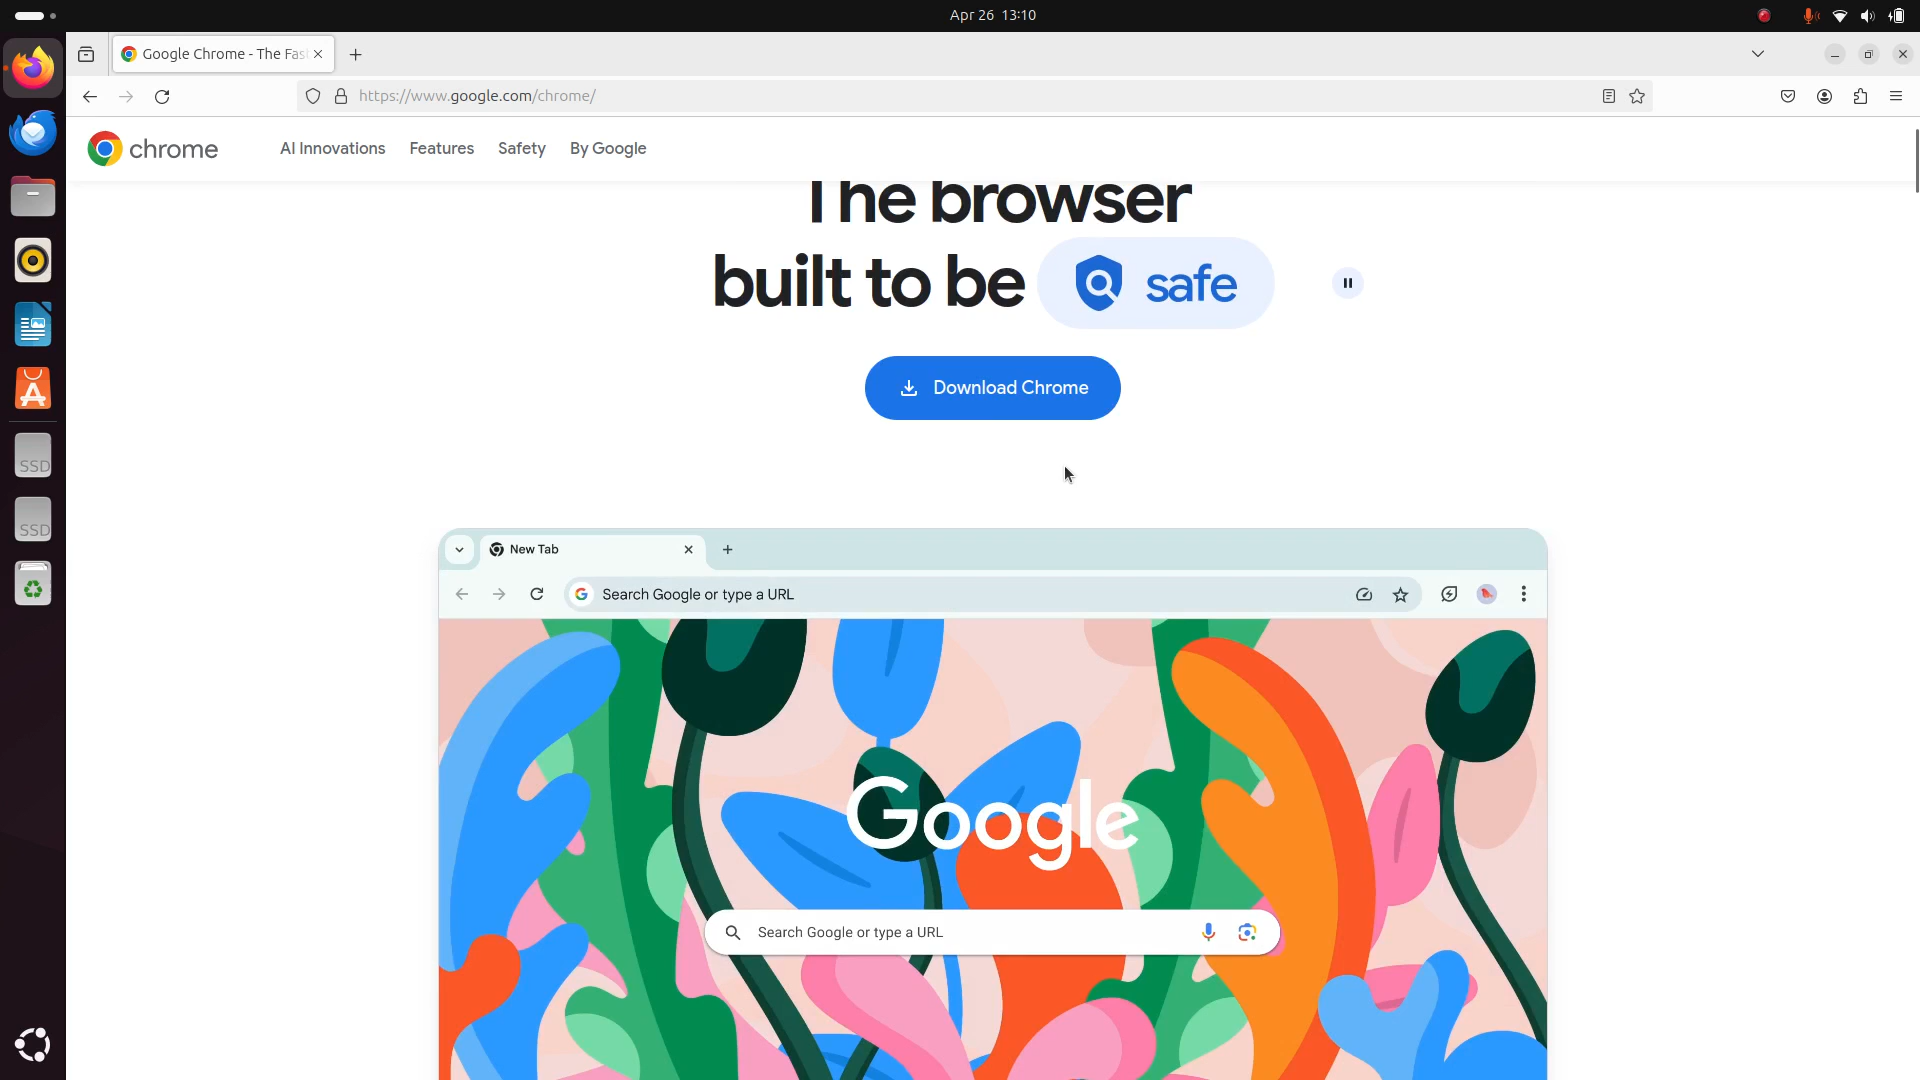 Apr 26 13:10
Google Chrome - The Fas
https://www.google.com/chrome/
chrome
AI Innovations
Features
Safety
By Google
The browser
built to be safe
Download Chrome
New Tab
Search Google or type a URL
Google
Search Google or type a URL
SSD
SSD